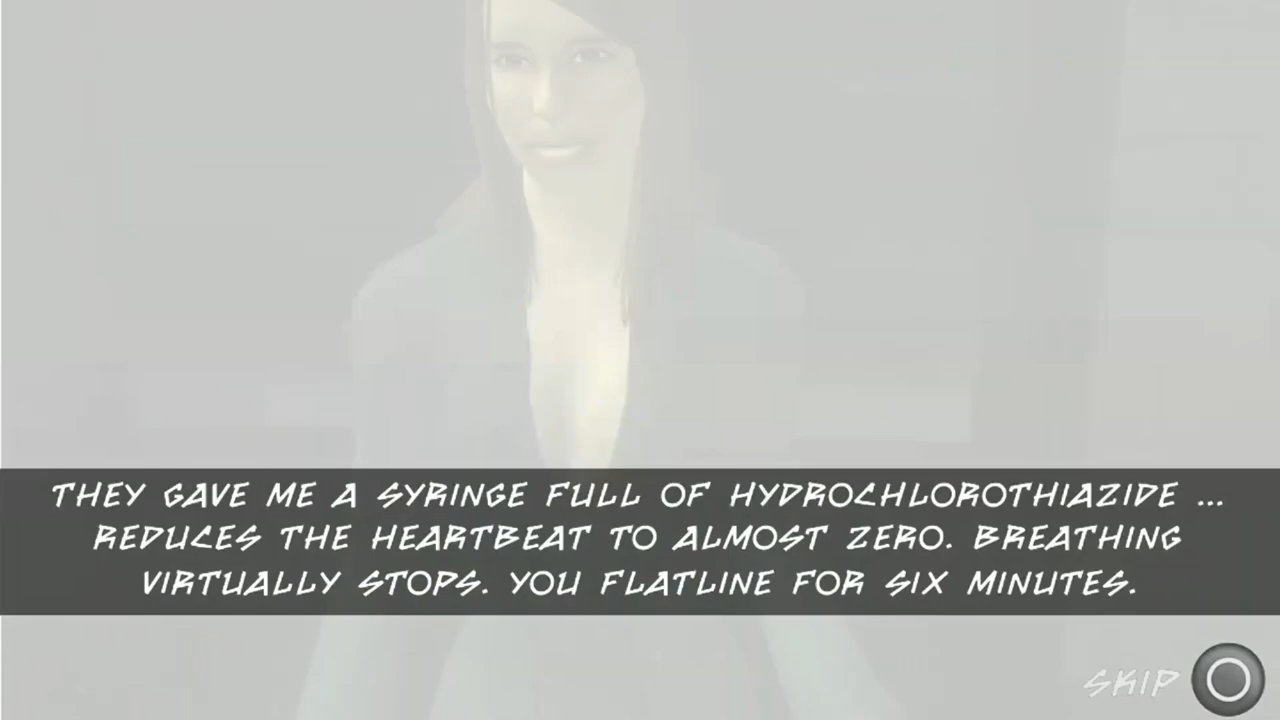 THEY GAVE ME A SYRINGE FULL OF HYDROCHLOROTHIAZIDE ...
REDUCES THE HEARTBEAT TO ALMOST ZERO. BREATHING
VIRTUALLY STOPS. YOU FLATLINE FOR SIX MINUTES.
SKIP